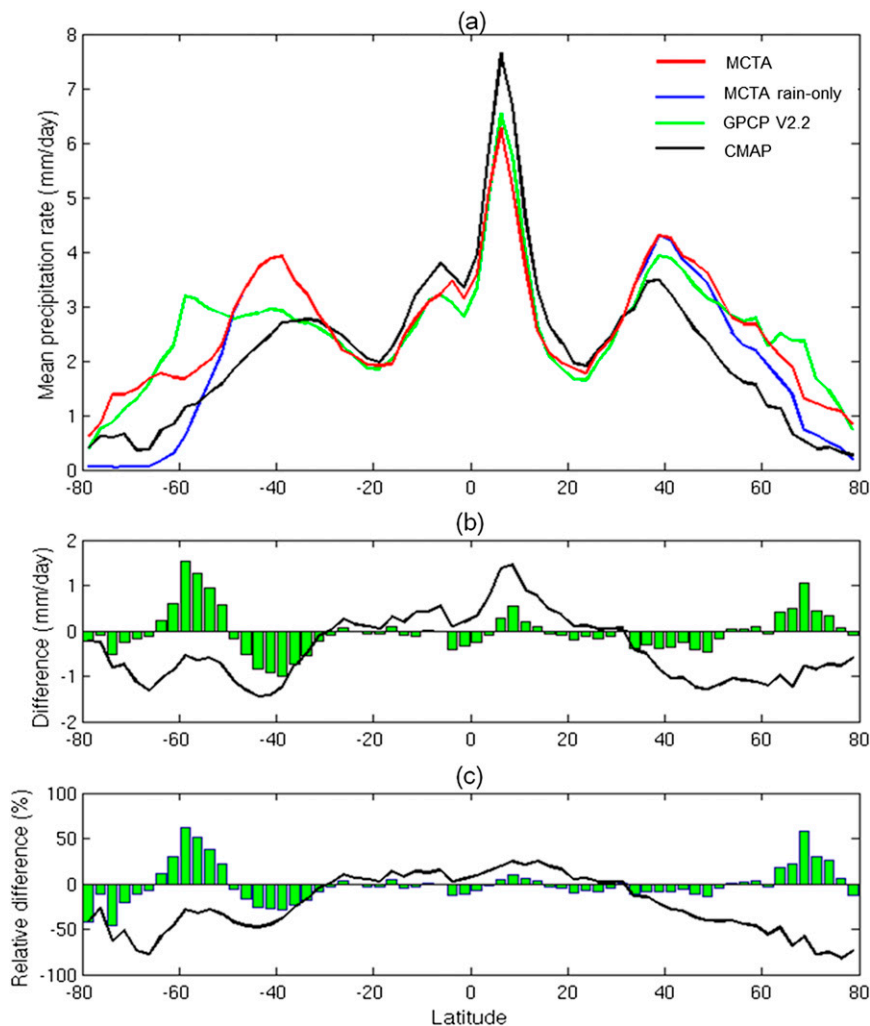 (a)
8
7
6
5
4
3
2
1
0
Mean precipitation rate (mm/day)
MCTA
MCTA rain-only
GPCP V2.2
CMAP
-80 -60 -40 -20 0 20 40 60 80
(b)
2
1
0
-1
-2
Difference (mm/day)
-80 -60 -40 -20 0 20 40 60 80
(c)
100
50
0
-50
-100
Relative difference (%)
-80 -60 -40 -20 0 20 40 60 80
Latitude